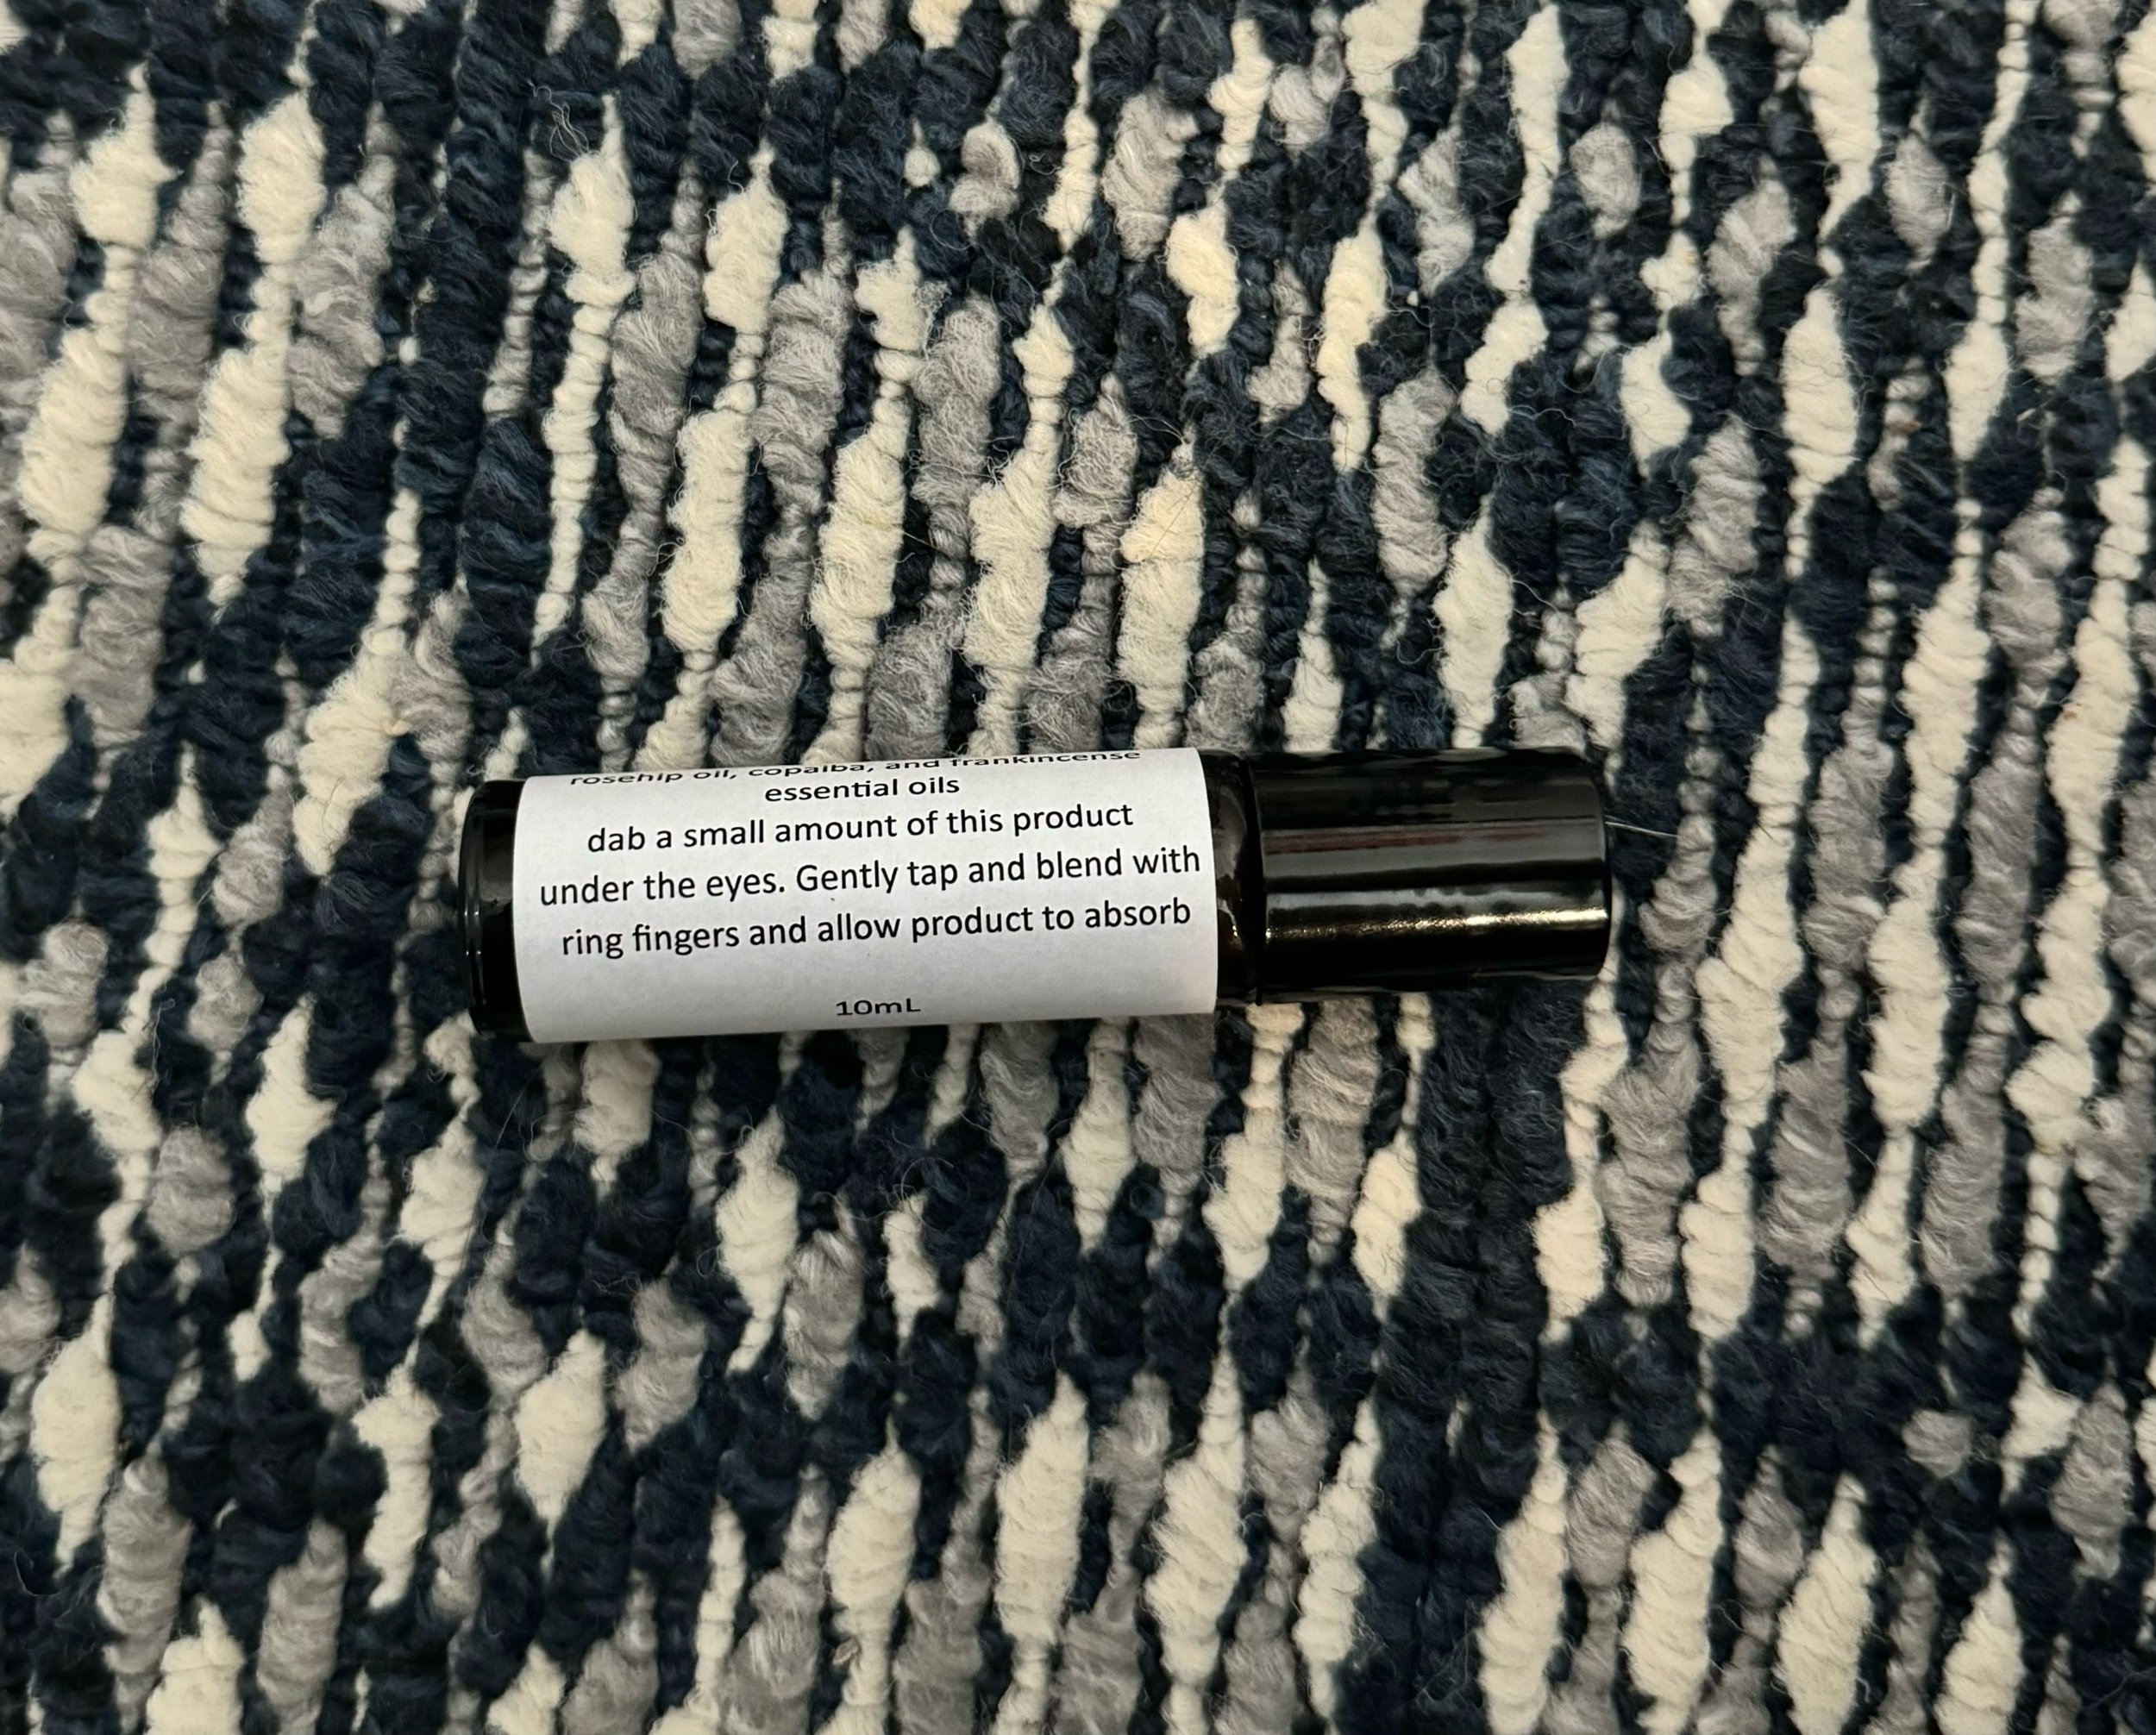 rosehip oil, copaiba, and frankincense
essential oils
dab a small amount of this product
under the eyes. Gently tap and blend with
ring fingers and allow product to absorb
10mL